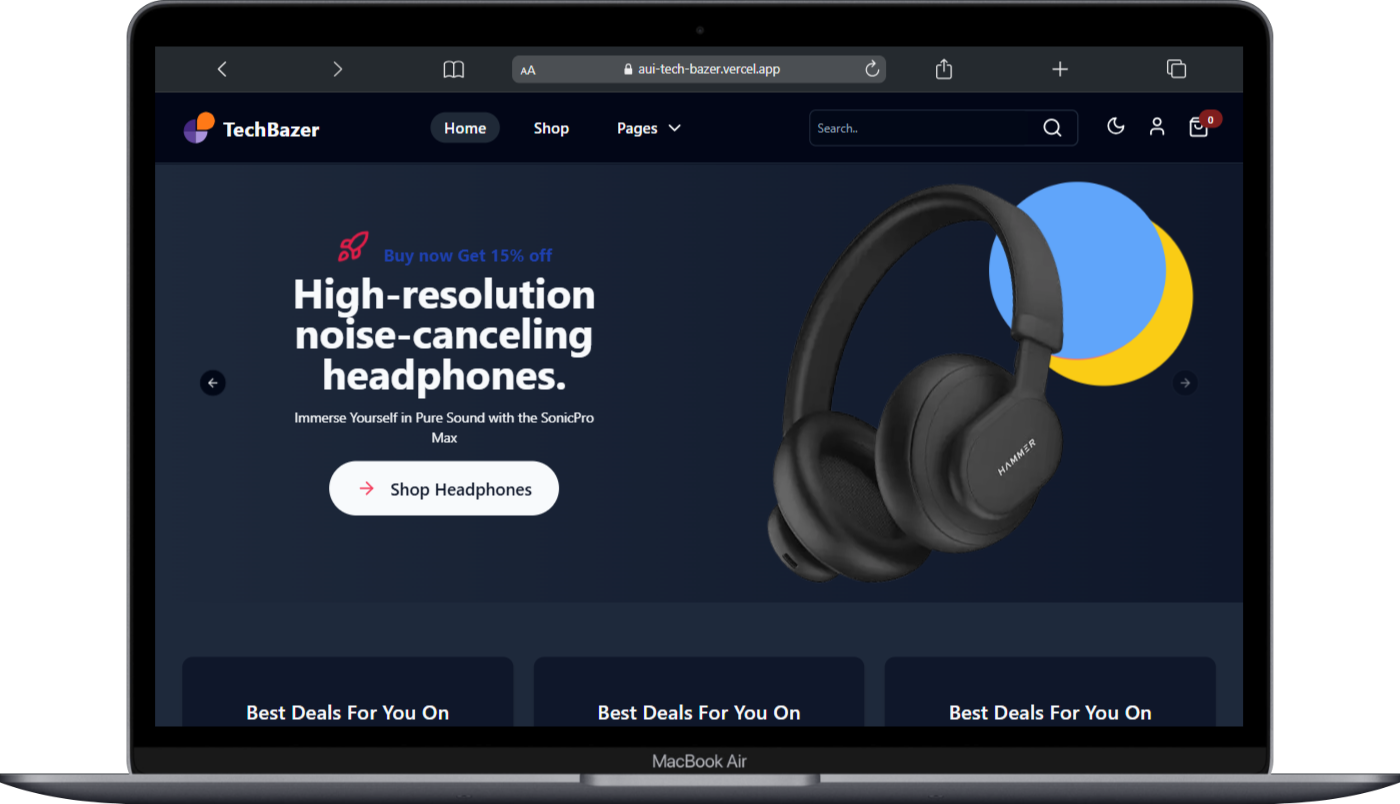 AA
aui-tech-bazer.vercel.app
TechBazer
Home
Shop
Pages
Search..
0
Buy now Get 15% off
High-resolution
noise-canceling
headphones.
Immerse Yourself in Pure Sound with the SonicPro
Max
Shop Headphones
HAMMER
Best Deals For You On
Best Deals For You On
Best Deals For You On
MacBook Air